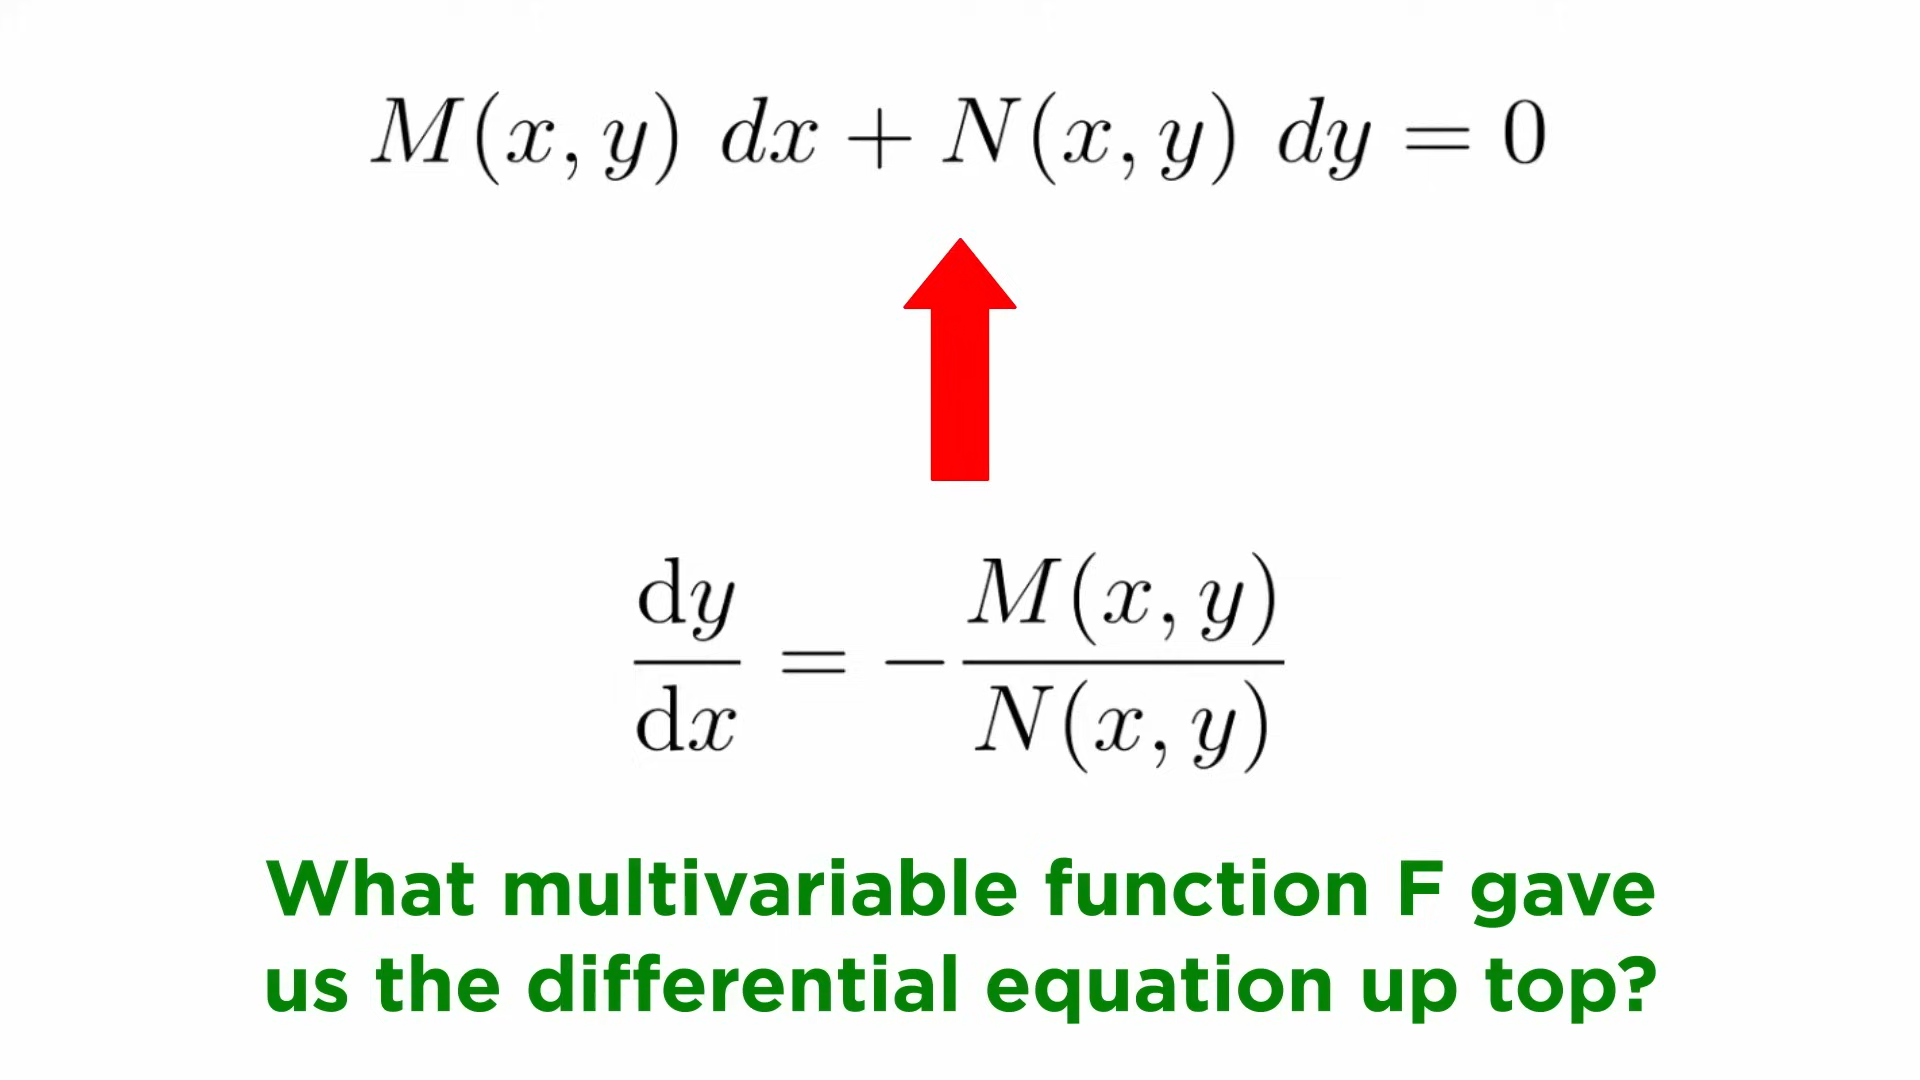 M(x, y) dx + N(x, y) dy = 0
dy/dx = −M(x, y)/N(x, y)
What multivariable function F gave
us the differential equation up top?